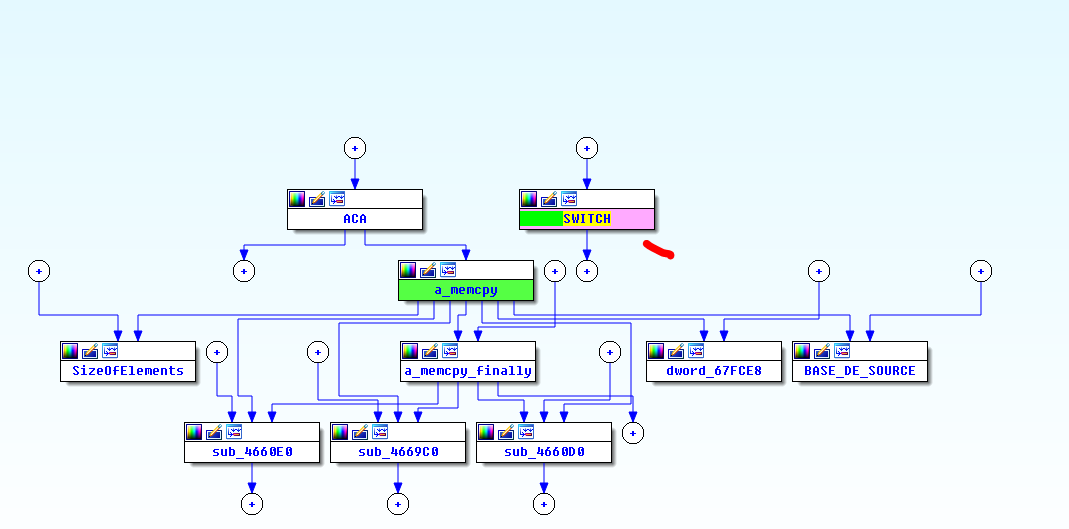 ACA
SWITCH
a_memcpy
SizeOfElements
a_memcpy_finally
dword_67FCE8
BASE_DE_SOURCE
sub_4660E0
sub_4669C0
sub_4660D0